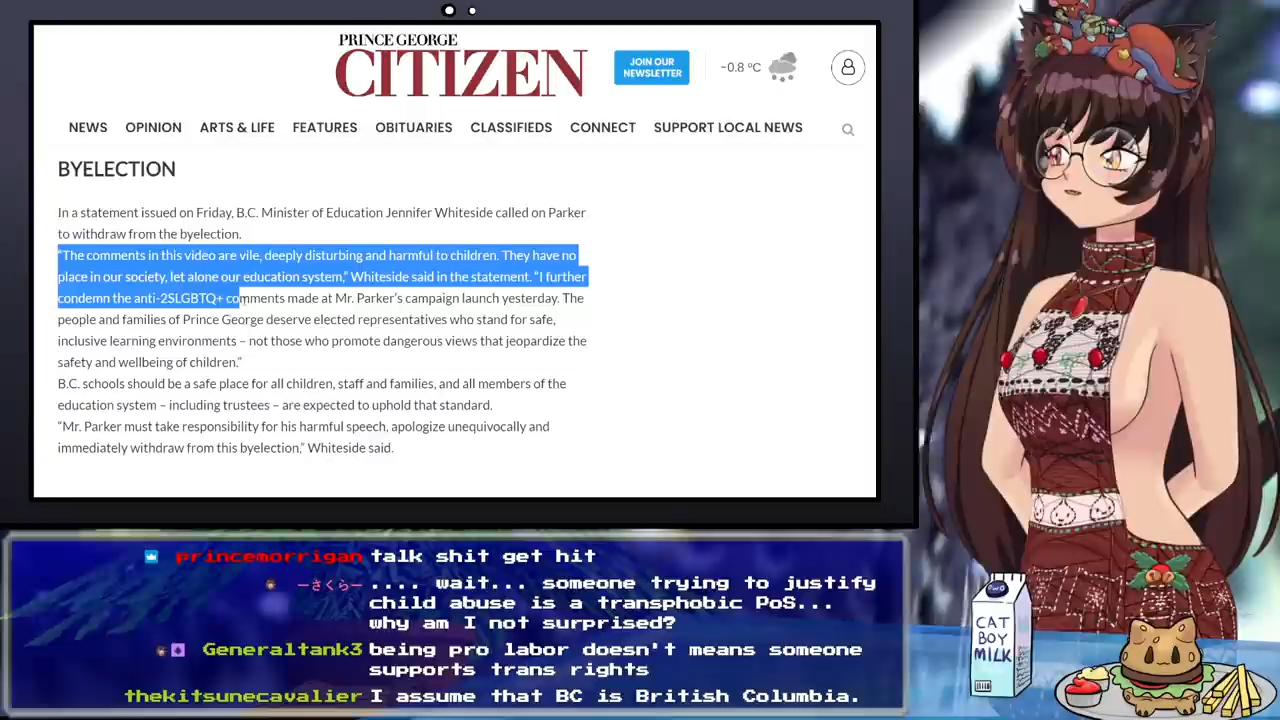 PRINCE GEORGE
CITIZEN
JOIN OUR
NEWSLETTER
-0.8 ºC
NEWS OPINION ARTS & LIFE FEATURES OBITUARIES CLASSIFIEDS CONNECT SUPPORT LOCAL NEWS
BYELECTION
In a statement issued on Friday, B.C. Minister of Education Jennifer Whiteside called on Parker
to withdraw from the byelection.
“The comments in this video are vile, deeply disturbing and harmful to children. They have no
place in our society, let alone our education system,” Whiteside said in the statement. “I further
condemn the anti-2SLGBTQ+ comments made at Mr. Parker’s campaign launch yesterday. The
people and families of Prince George deserve elected representatives who stand for safe,
inclusive learning environments – not those who promote dangerous views that jeopardize the
safety and wellbeing of children.”
B.C. schools should be a safe place for all children, staff and families, and all members of the
education system – including trustees – are expected to uphold that standard.
“Mr. Parker must take responsibility for his harmful speech, apologize unequivocally and
immediately withdraw from this byelection,” Whiteside said.
princemorrigan talk shit get hit
—さくら— .... wait... someone trying to justify
child abuse is a transphobic PoS...
why am I not surprised?
Generaltank3 being pro labor doesn't means someone
supports trans rights
thekitsunecavalier I assume that BC is British Columbia.
CAT
BOY
MILK